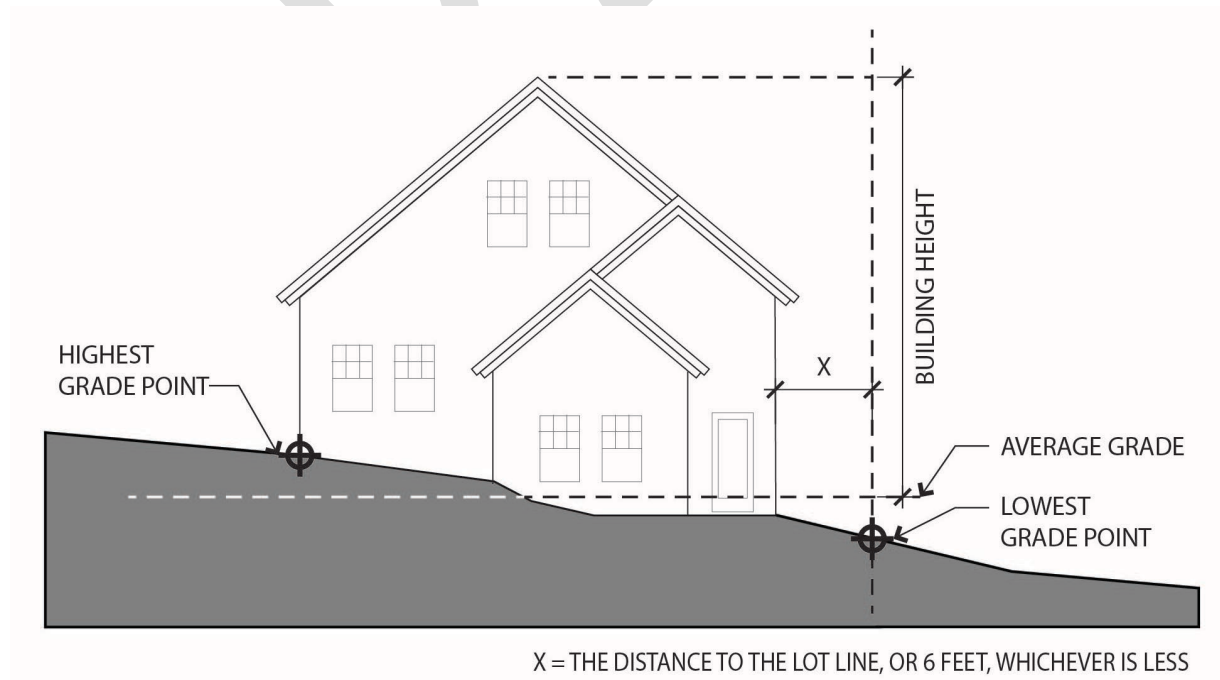 HIGHEST
GRADE POINT
X
BUILDING HEIGHT
AVERAGE GRADE
LOWEST
GRADE POINT
X = THE DISTANCE TO THE LOT LINE, OR 6 FEET, WHICHEVER IS LESS